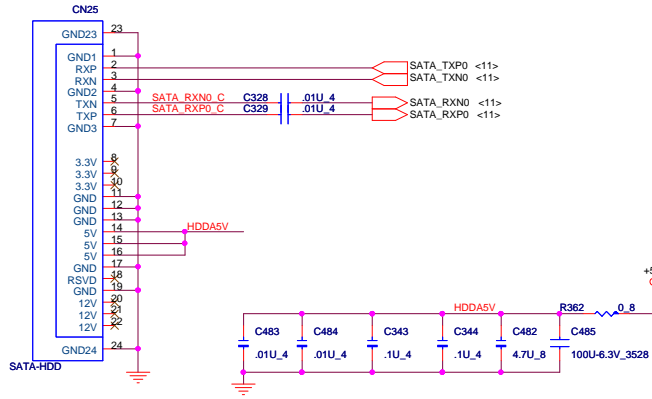 CN25
GND23 23
GND1 1
RXP 2 SATA_TXP0 <11>
RXN 3 SATA_TXN0 <11>
GND2 4
TXN 5 SATA_RXN0_C C328 .01U_4 SATA_RXN0 <11>
TXP 6 SATA_RXP0_C C329 .01U_4 SATA_RXP0 <11>
GND3 7
3.3V 8
3.3V 9
3.3V 10
GND 11
GND 12
GND 13
5V 14 HDDA5V
5V 15
5V 16
GND 17
RSVD 18
GND 19
12V 20
12V 21
12V 22
GND24 24
SATA-HDD
+5
HDDA5V R362 0_8
C483 C484 C343 C344 C482 C485
.01U_4 .01U_4 .1U_4 .1U_4 4.7U_8 100U-6.3V_3528